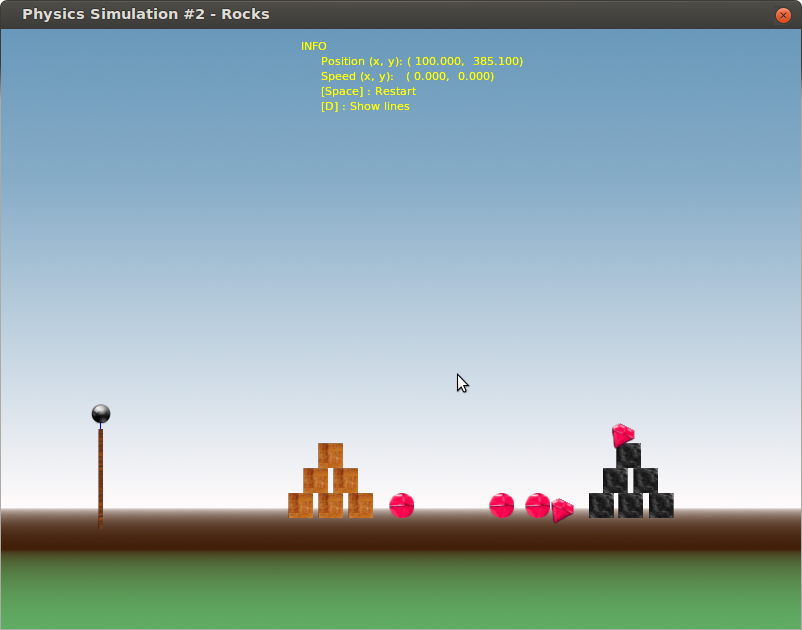 Physics Simulation #2 - Rocks
INFO
Position (x, y): ( 100.000, 385.100)
Speed (x, y): ( 0.000, 0.000)
[Space] : Restart
[D] : Show lines